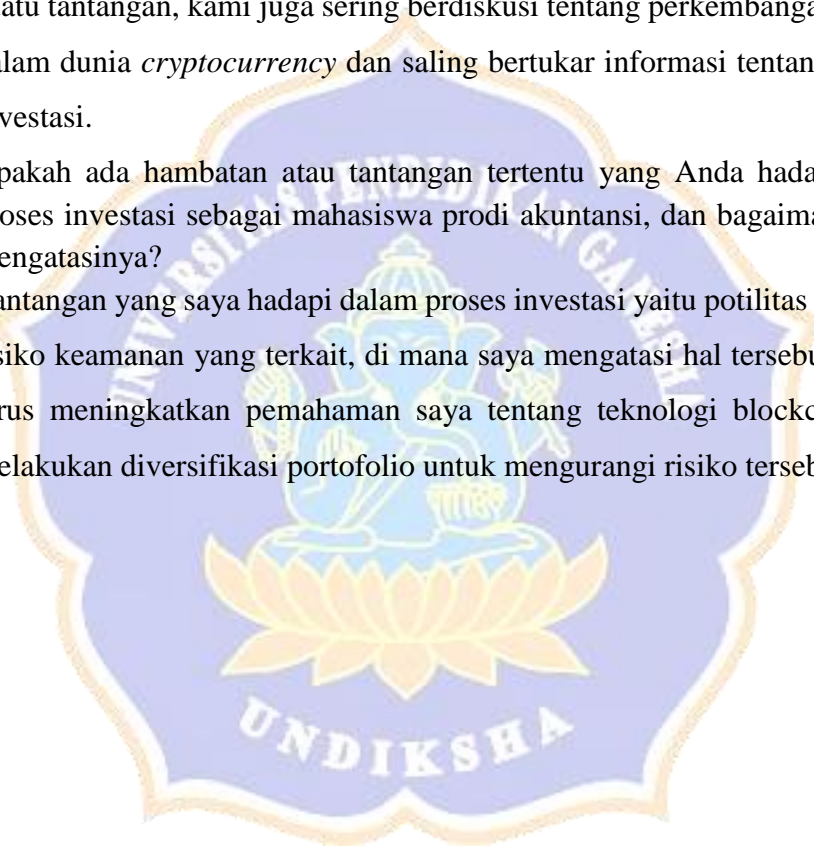 atu tantangan, kami juga sering berdiskusi tentang perkembanga
alam dunia cryptocurrency dan saling bertukar informasi tentan
vestasi.
pakah ada hambatan atau tantangan tertentu yang Anda hada
oses investasi sebagai mahasiswa prodi akuntansi, dan bagaima
engatasinya?
antangan yang saya hadapi dalam proses investasi yaitu potilitas
siko keamanan yang terkait, di mana saya mengatasi hal tersebu
rus meningkatkan pemahaman saya tentang teknologi blockc
elakukan diversifikasi portofolio untuk mengurangi risiko terseb
UNIVERSITAS PENDIDIKAN GANESHA
UNDIKSHA